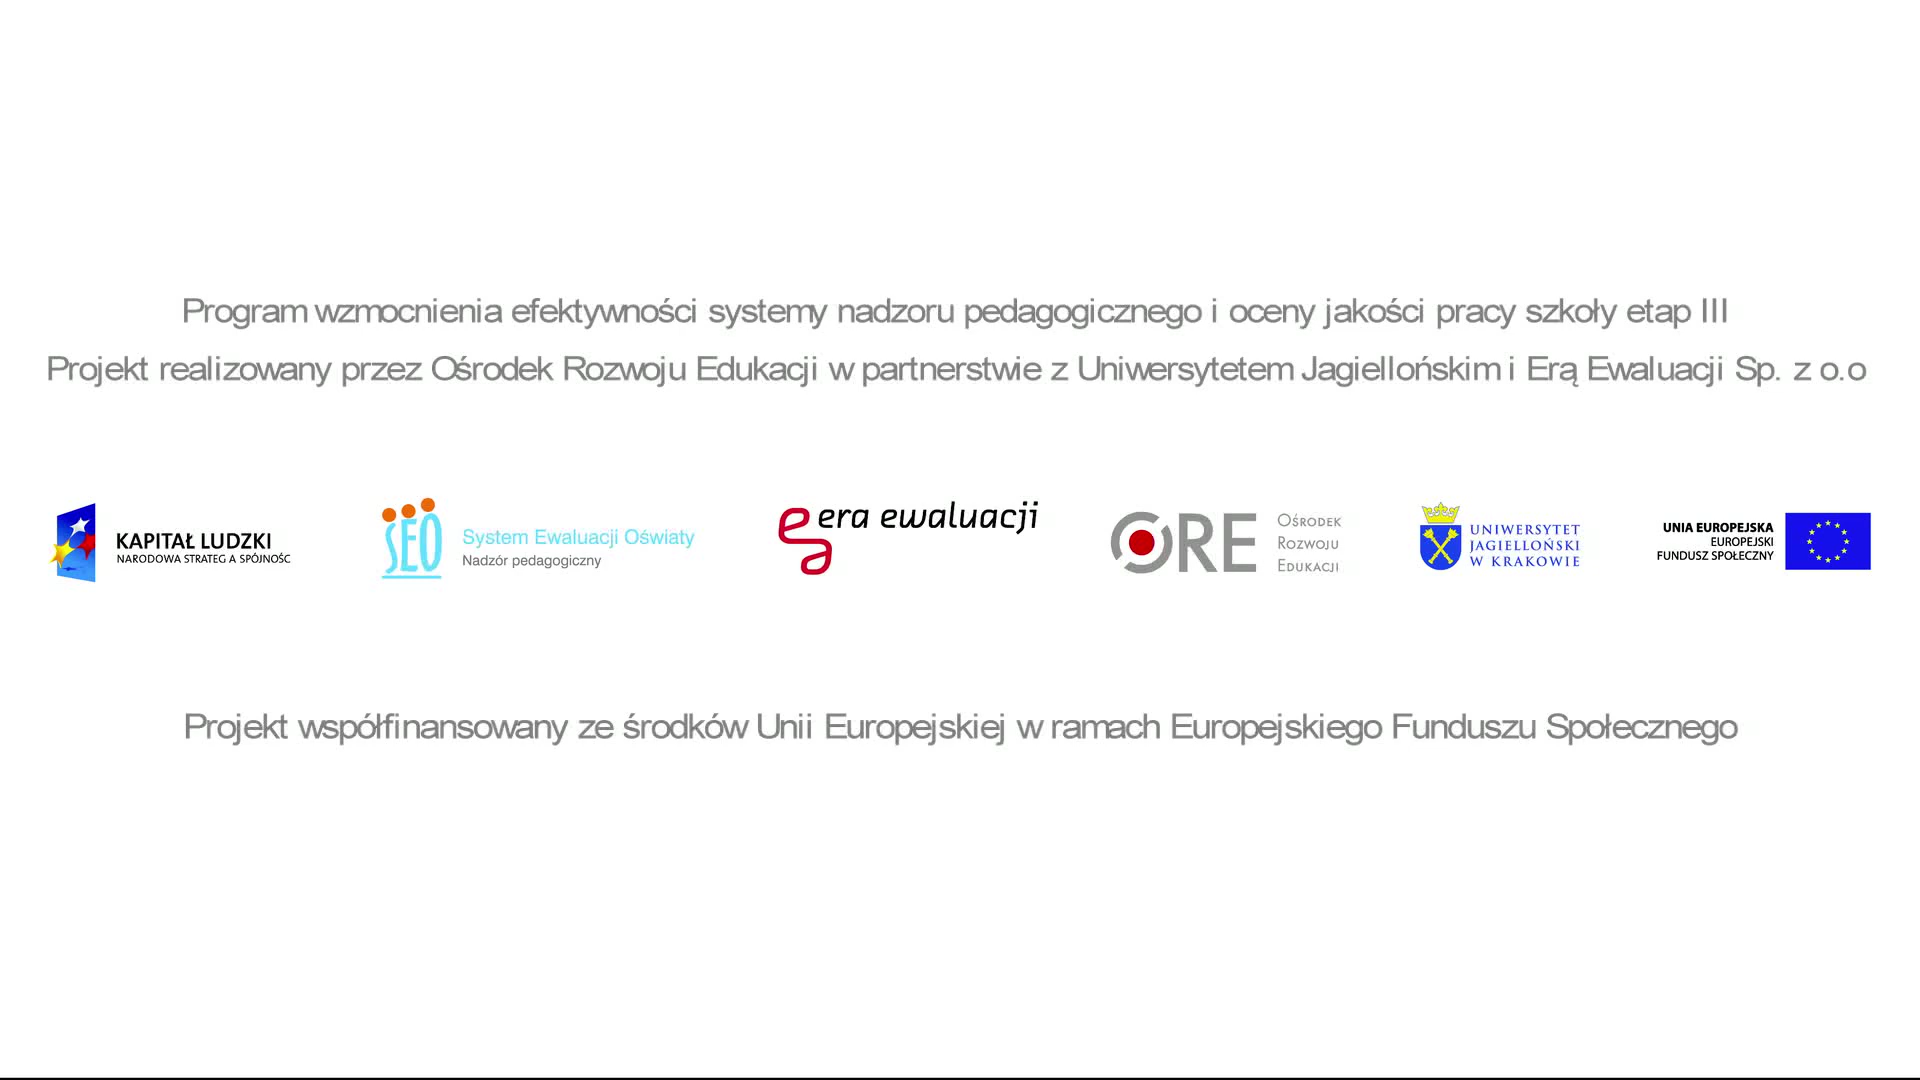 Program wzmocnienia efektywności systemy nadzoru pedagogicznego i oceny jakości pracy szkoły etap III
Projekt realizowany przez Ośrodek Rozwoju Edukacji w partnerstwie z Uniwersytetem Jagiellońskim i Erą Ewaluacji Sp. z o.o
KAPITAŁ LUDZKI
NARODOWA STRATEG A SPÓJNOŚC
SEO
System Ewaluacji Oświaty
Nadzór pedagogiczny
era ewaluacji
ORE
Ośrodek
Rozwoju
Edukacji
UNIWERSYTET
JAGIELLOŃSKI
W KRAKOWIE
UNIA EUROPEJSKA
EUROPEJSKI
FUNDUSZ SPOŁECZNY
Projekt współfinansowany ze środków Unii Europejskiej w ramach Europejskiego Funduszu Społecznego